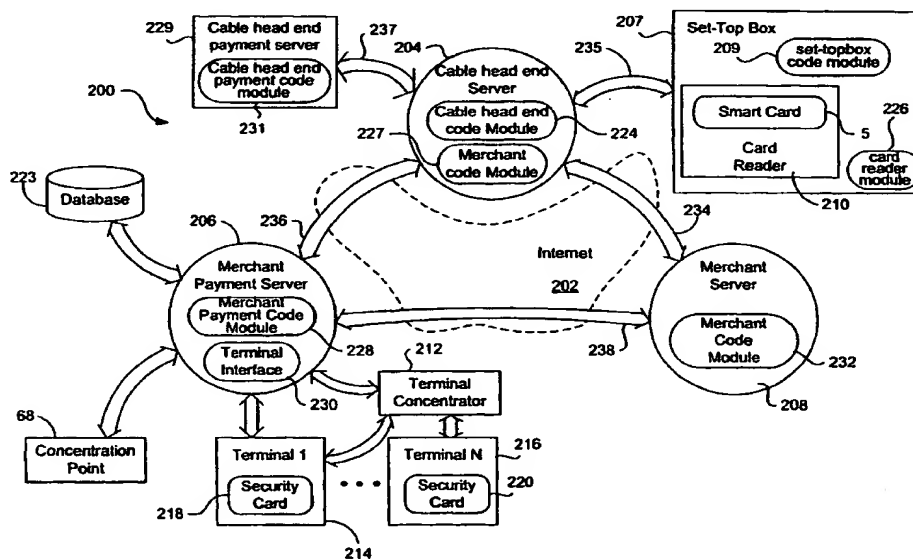 229
Cable head end
payment server
Cable head end
payment code
module
231
237
204
Cable head end
Server
Cable head end
code Module
224
227
Merchant
code Module
235
207
Set-Top Box
209
set-topbox
code module
Smart Card
5
226
Card
Reader
card
reader
module
210
200
223
Database
206
236
234
Internet
202
Merchant
Payment Server
Merchant
Payment Code
Module
228
Terminal
Interface
230
238
Merchant
Server
Merchant
Code
Module
232
208
212
Terminal
Concentrator
68
Concentration
Point
Terminal 1
Security
Card
218
214
Terminal N
Security
Card
216
220